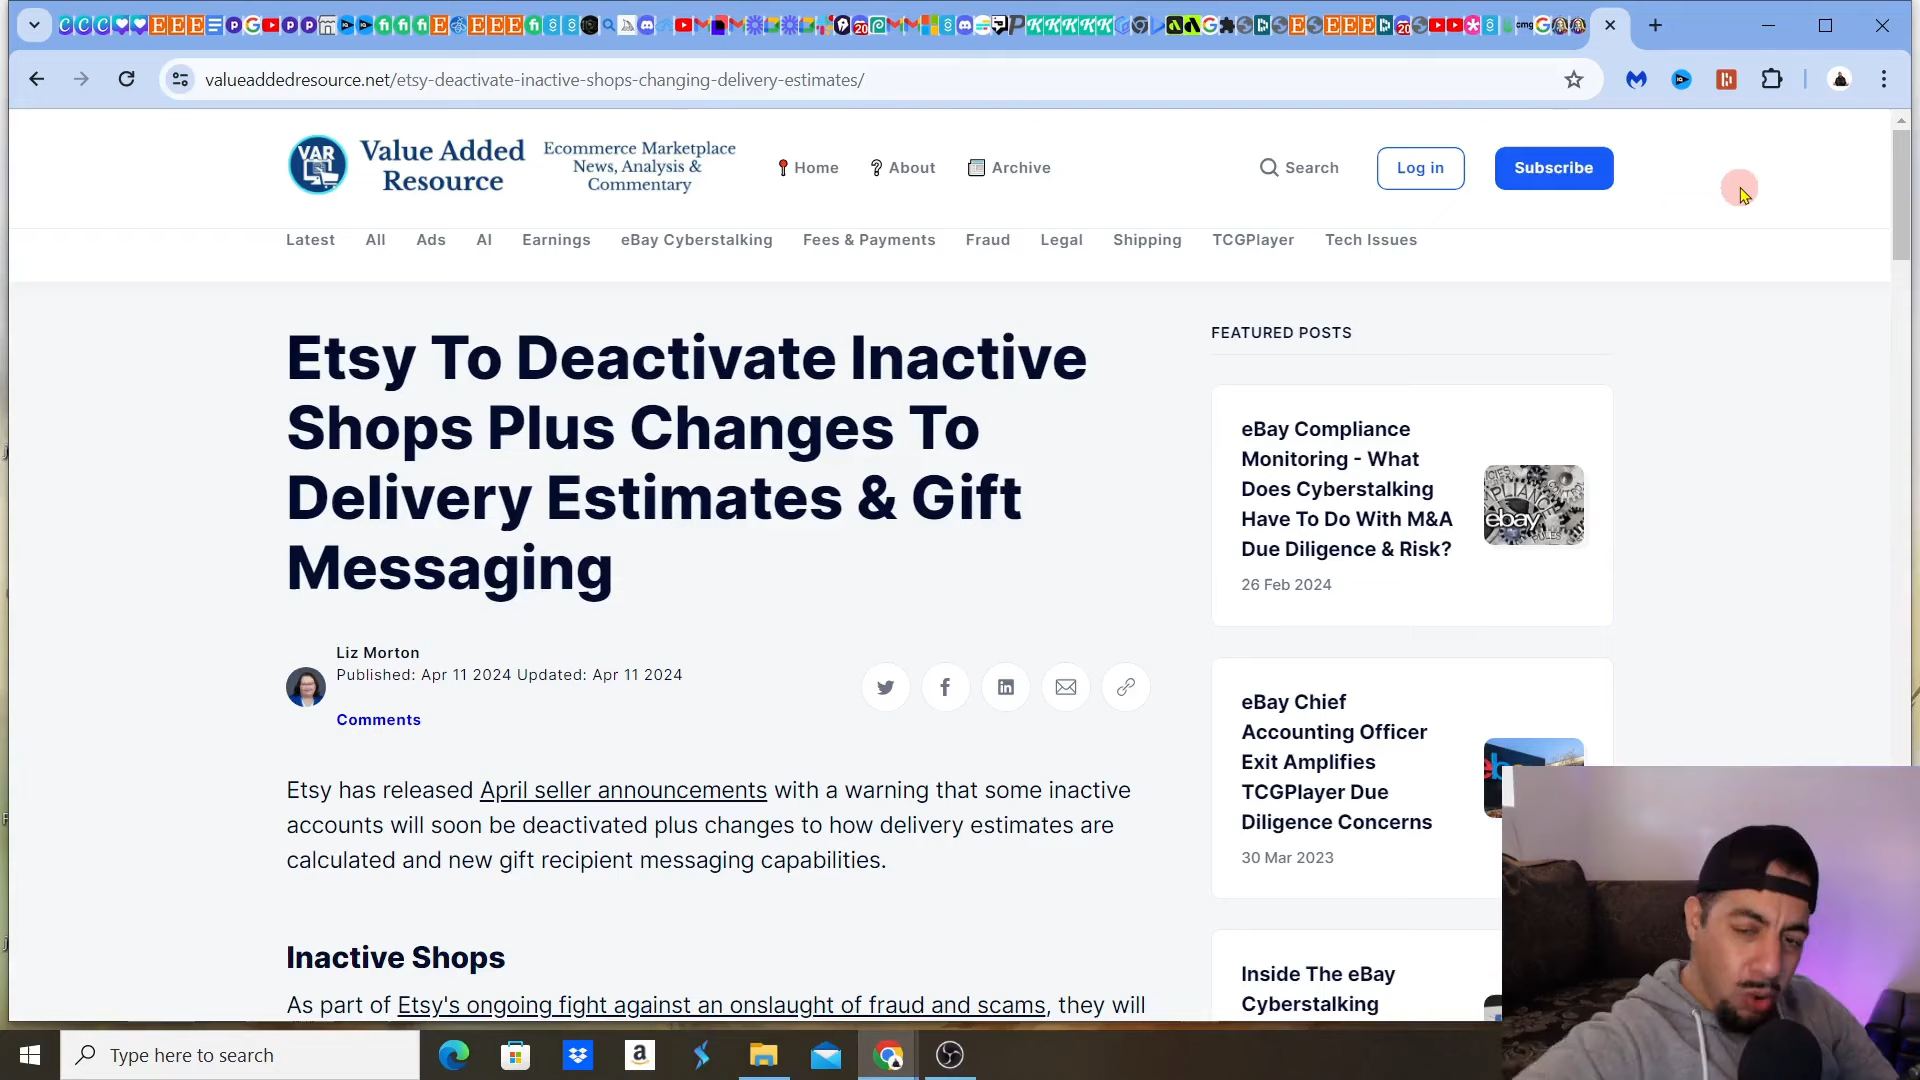 valueaddedresource.net/etsy-deactivate-inactive-shops-changing-delivery-estimates/
VAR
Value Added
Resource
Ecommerce Marketplace
News, Analysis &
Commentary
Home
About
Archive
Search
Log in
Subscribe
Latest
All
Ads
AI
Earnings
eBay Cyberstalking
Fees & Payments
Fraud
Legal
Shipping
TCGPlayer
Tech Issues
Etsy To Deactivate Inactive
Shops Plus Changes To
Delivery Estimates & Gift
Messaging
Liz Morton
Published: Apr 11 2024 Updated: Apr 11 2024
Comments
Etsy has released April seller announcements with a warning that some inactive
accounts will soon be deactivated plus changes to how delivery estimates are
calculated and new gift recipient messaging capabilities.
Inactive Shops
As part of Etsy's ongoing fight against an onslaught of fraud and scams, they will
FEATURED POSTS
eBay Compliance
Monitoring - What
Does Cyberstalking
Have To Do With M&A
Due Diligence & Risk?
26 Feb 2024
ebay
eBay Chief
Accounting Officer
Exit Amplifies
TCGPlayer Due
Diligence Concerns
30 Mar 2023
Inside The eBay
Cyberstalking
Type here to search